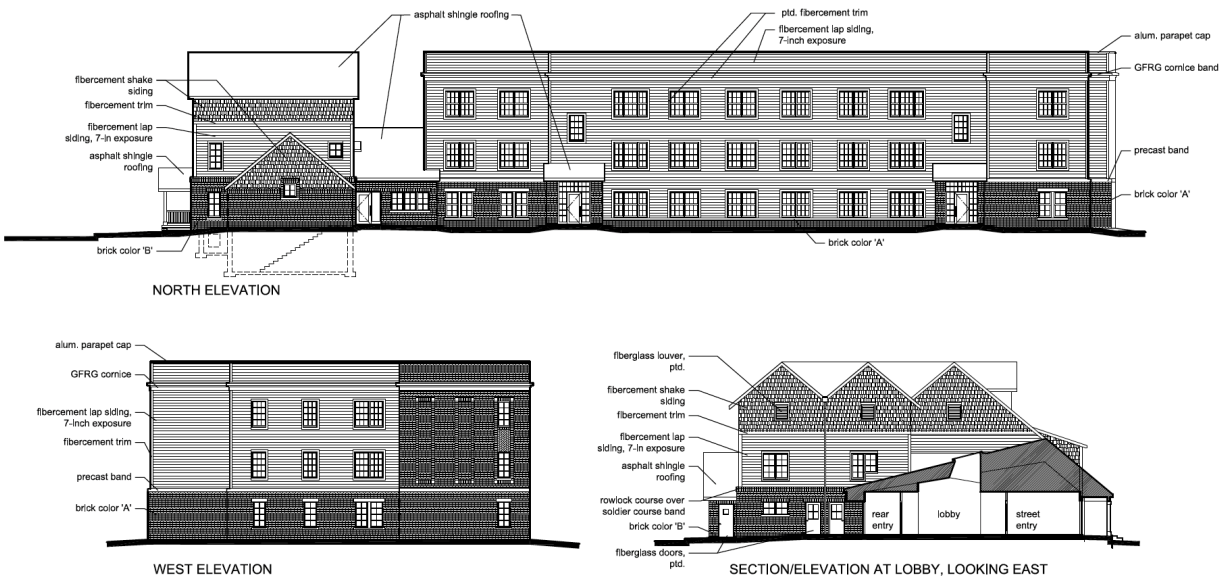 asphalt shingle roofing
ptd. fibercement trim
fibercement lap siding,
7-inch exposure
alum. parapet cap
GFRG cornice band
fibercement shake
siding
fibercement trim
fibercement lap
siding, 7-in exposure
asphalt shingle
roofing
precast band
brick color 'A'
brick color 'A'
brick color 'B'
NORTH ELEVATION
alum. parapet cap
GFRG cornice
fibercement lap siding,
7-inch exposure
fibercement trim
precast band
brick color 'A'
WEST ELEVATION
fiberglass louver,
ptd.
fibercement shake
siding
fibercement trim
fibercement lap
siding, 7-in exposure
asphalt shingle
roofing
rowlock course over
soldier course band
brick color 'B'
fiberglass doors,
ptd.
rear
entry
lobby
street
entry
SECTION/ELEVATION AT LOBBY, LOOKING EAST